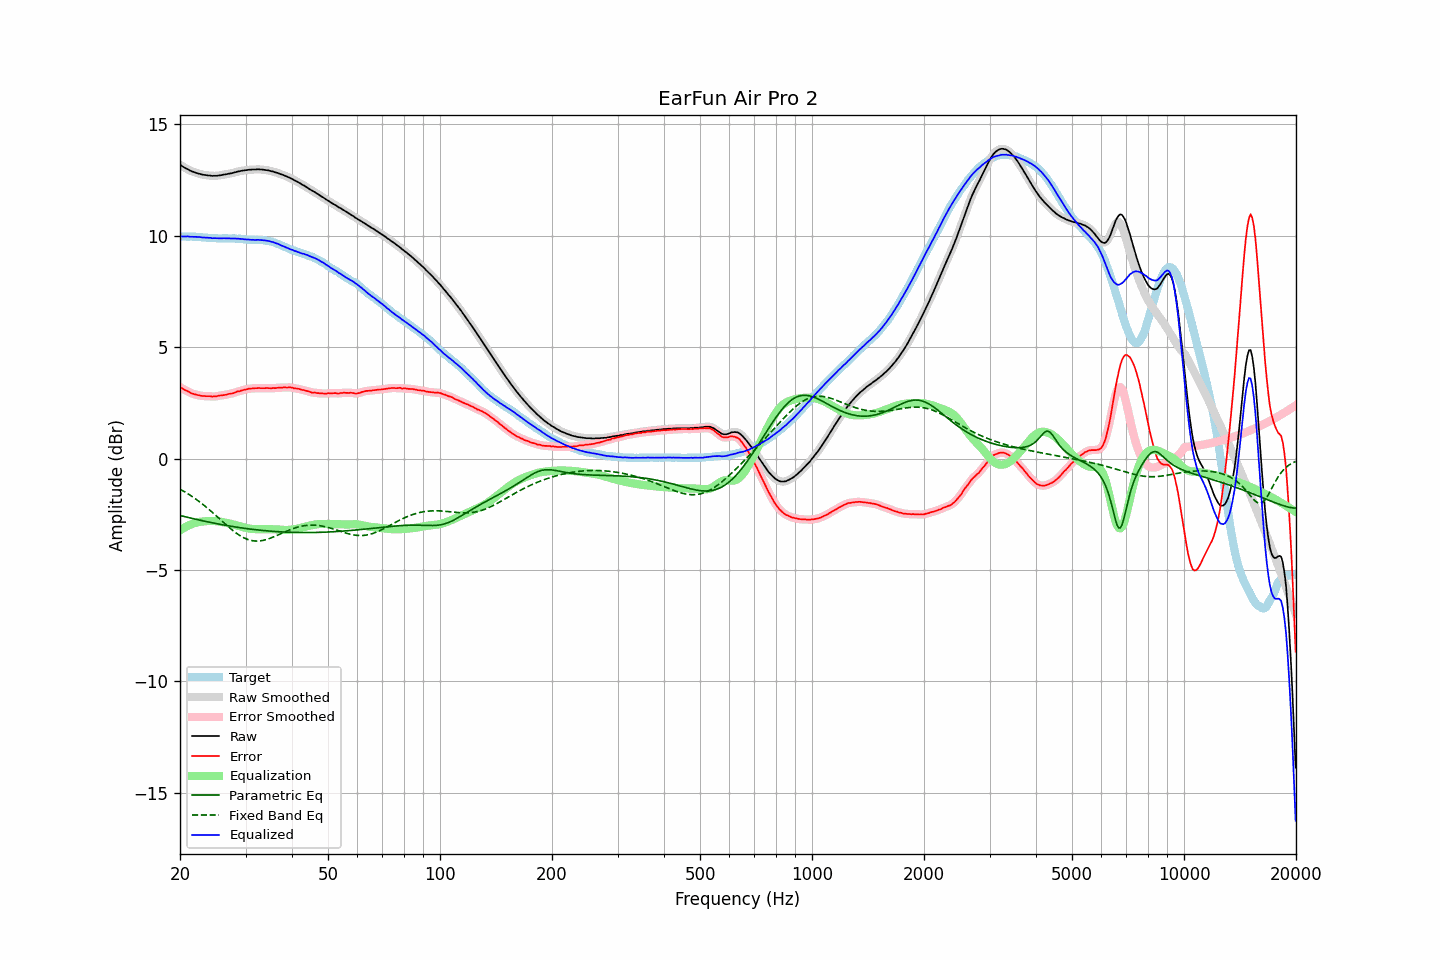 EarFun Air Pro 2
15
10
5
0
−5
−10
−15
Amplitude (dBr)
Target
Raw Smoothed
Error Smoothed
Raw
Error
Equalization
Parametric Eq
Fixed Band Eq
Equalized
20 50 100 200 500 1000 2000 5000 10000 20000
Frequency (Hz)